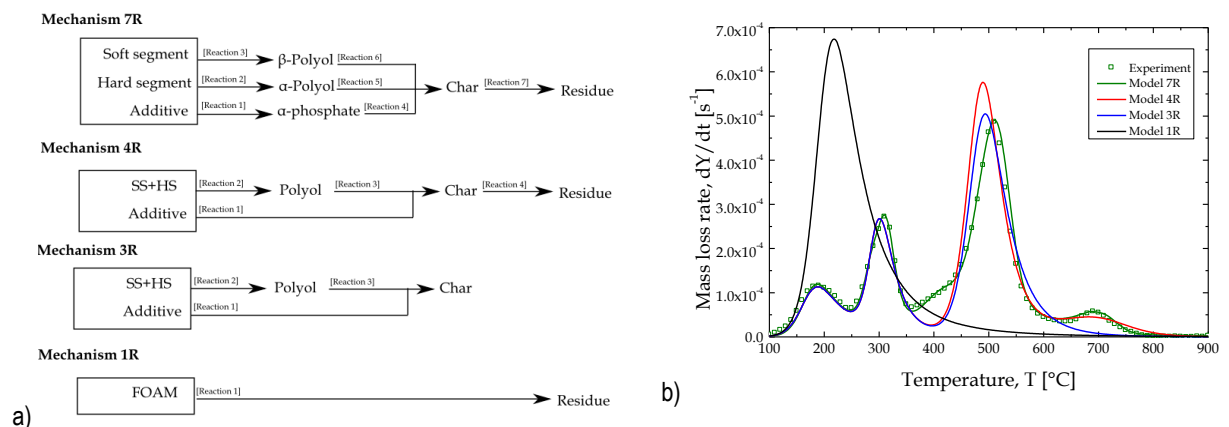 Mechanism 7R
Soft segment [Reaction 3] β-Polyol [Reaction 6]
Hard segment [Reaction 2] α-Polyol [Reaction 5] Char [Reaction 7] Residue
Additive [Reaction 1] α-phosphate [Reaction 4]
Mechanism 4R
SS+HS [Reaction 2] Polyol [Reaction 3] Char [Reaction 4] Residue
Additive [Reaction 1]
Mechanism 3R
SS+HS [Reaction 2] Polyol [Reaction 3] Char
Additive [Reaction 1]
Mechanism 1R
FOAM [Reaction 1] Residue
a)
Mass loss rate, dY/dt [s⁻¹]
7.0x10⁻⁴
6.0x10⁻⁴
5.0x10⁻⁴
4.0x10⁻⁴
3.0x10⁻⁴
2.0x10⁻⁴
1.0x10⁻⁴
0.0
100 200 300 400 500 600 700 800 900
Temperature, T [°C]
Experiment
Model 7R
Model 4R
Model 3R
Model 1R
b)